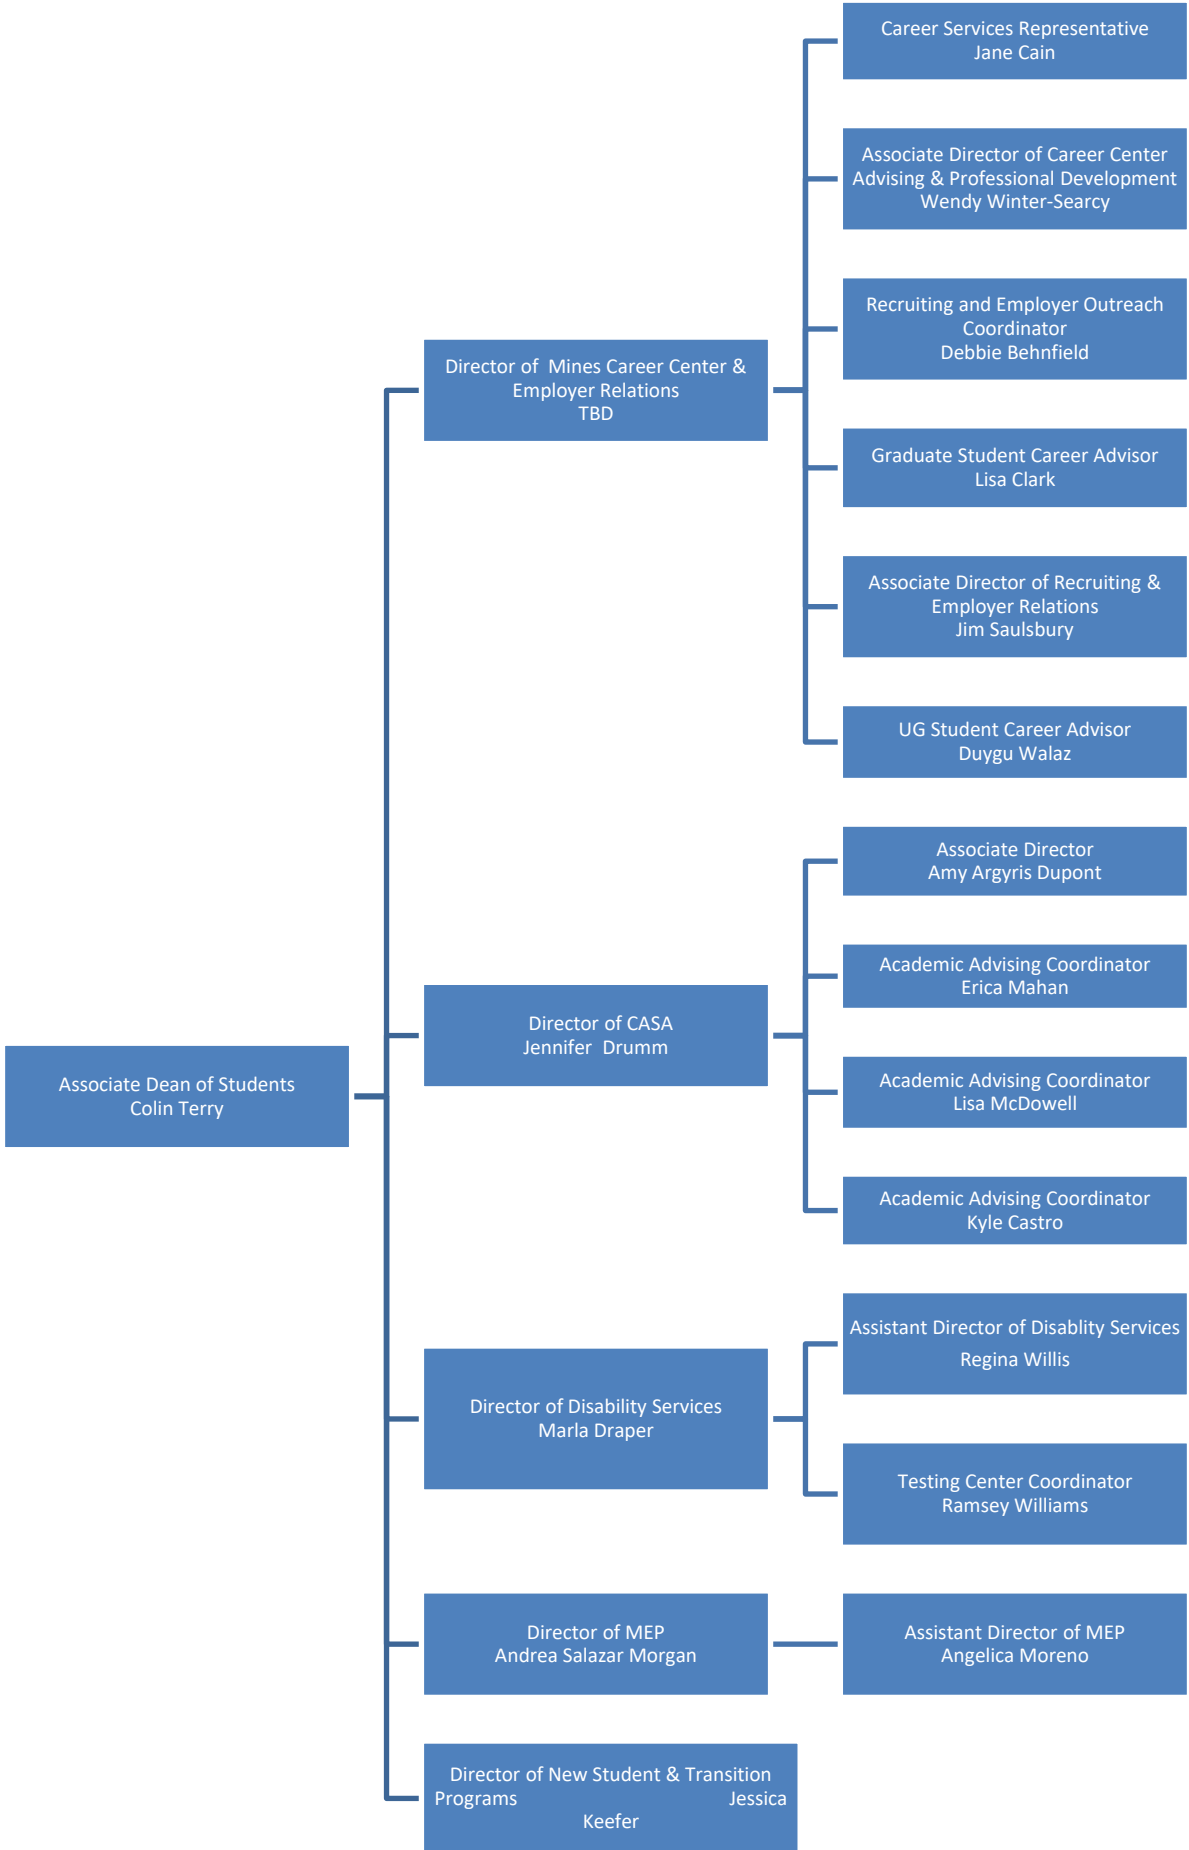 Associate Dean of Students
Colin Terry
Director of  Mines Career Center &
Employer Relations
TBD
Career Services Representative
Jane Cain
Associate Director of Career Center
Advising & Professional Development
Wendy Winter-Searcy
Recruiting and Employer Outreach
Coordinator
Debbie Behnfield
Graduate Student Career Advisor
Lisa Clark
Associate Director of Recruiting &
Employer Relations
Jim Saulsbury
UG Student Career Advisor
Duygu Walaz
Director of CASA
Jennifer  Drumm
Associate Director
Amy Argyris Dupont
Academic Advising Coordinator
Erica Mahan
Academic Advising Coordinator
Lisa McDowell
Academic Advising Coordinator
Kyle Castro
Director of Disability Services
Marla Draper
Assistant Director of Disablity Services
Regina Willis
Testing Center Coordinator
Ramsey Williams
Director of MEP
Andrea Salazar Morgan
Assistant Director of MEP
Angelica Moreno
Director of New Student & Transition
Programs Jessica
Keefer